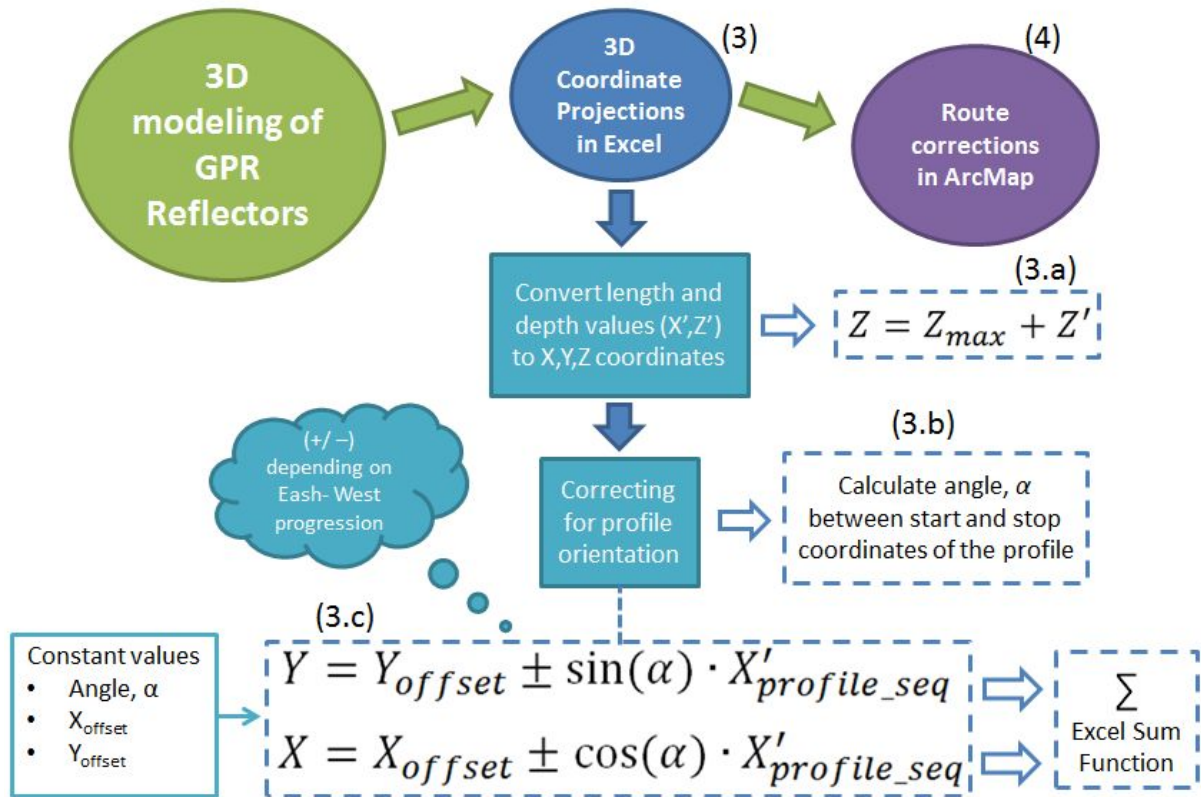 3D
modeling of
GPR
Reflectors
(3)
3D
Coordinate
Projections
in Excel
(4)
Route
corrections
in ArcMap
Convert length and
depth values (X’,Z’)
to X,Y,Z coordinates
(3.a)
Z = Z_max + Z′
(+/ –)
depending on
Eash- West
progression
Correcting
for profile
orientation
(3.b)
Calculate angle, α
between start and stop
coordinates of the profile
(3.c)
Constant values
• Angle, α
• X_offset
• Y_offset
Y = Y_offset ± sin(α) · X′_profile_seq
X = X_offset ± cos(α) · X′_profile_seq
∑
Excel Sum
Function